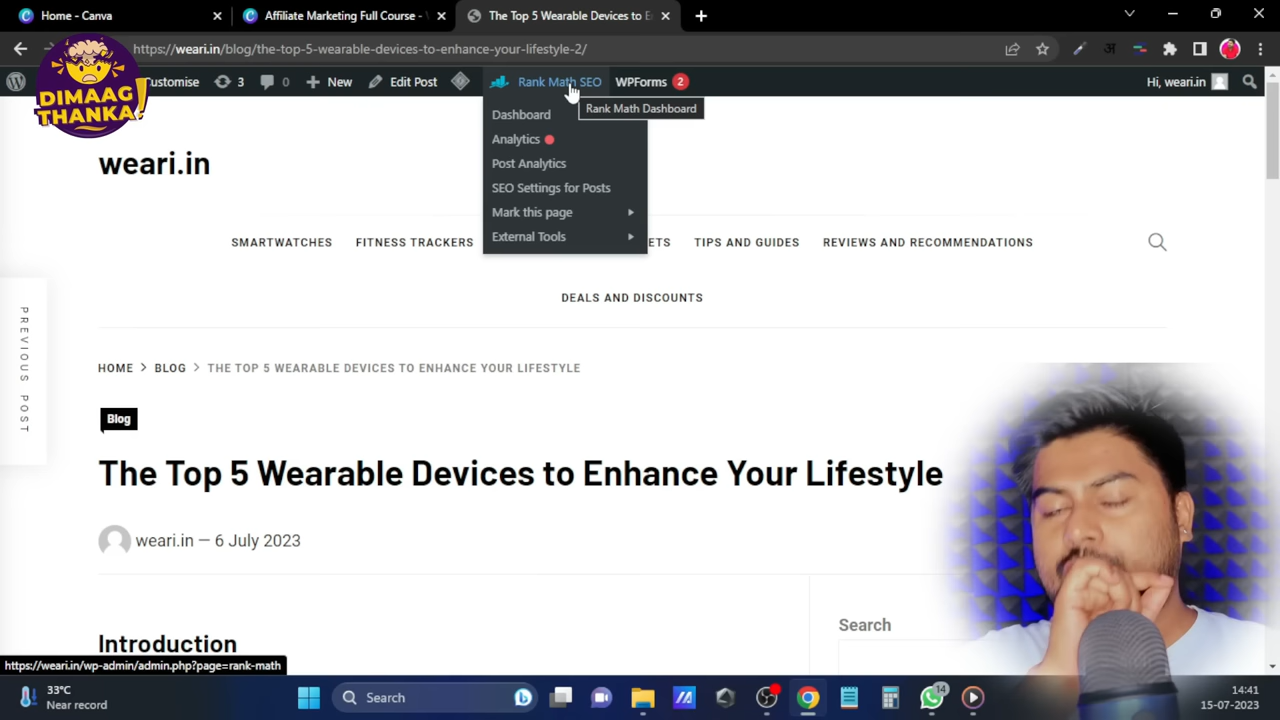 Home - Canva
Affiliate Marketing Full Course -
The Top 5 Wearable Devices to E
https://weari.in/blog/the-top-5-wearable-devices-to-enhance-your-lifestyle-2/
DIMAAG
THANKA!
Customise
3
0
New
Edit Post
Rank Math SEO
WPForms 2
Hi, weari.in
Rank Math Dashboard
Dashboard
Analytics
Post Analytics
SEO Settings for Posts
Mark this page
External Tools
weari.in
SMARTWATCHES
FITNESS TRACKERS
ETS
TIPS AND GUIDES
REVIEWS AND RECOMMENDATIONS
DEALS AND DISCOUNTS
PREVIOUS POST
HOME > BLOG > THE TOP 5 WEARABLE DEVICES TO ENHANCE YOUR LIFESTYLE
Blog
The Top 5 Wearable Devices to Enhance Your Lifestyle
weari.in — 6 July 2023
Introduction
Search
https://weari.in/wp-admin/admin.php?page=rank-math
33°C
Near record
Search
14
14:41
15-07-2023